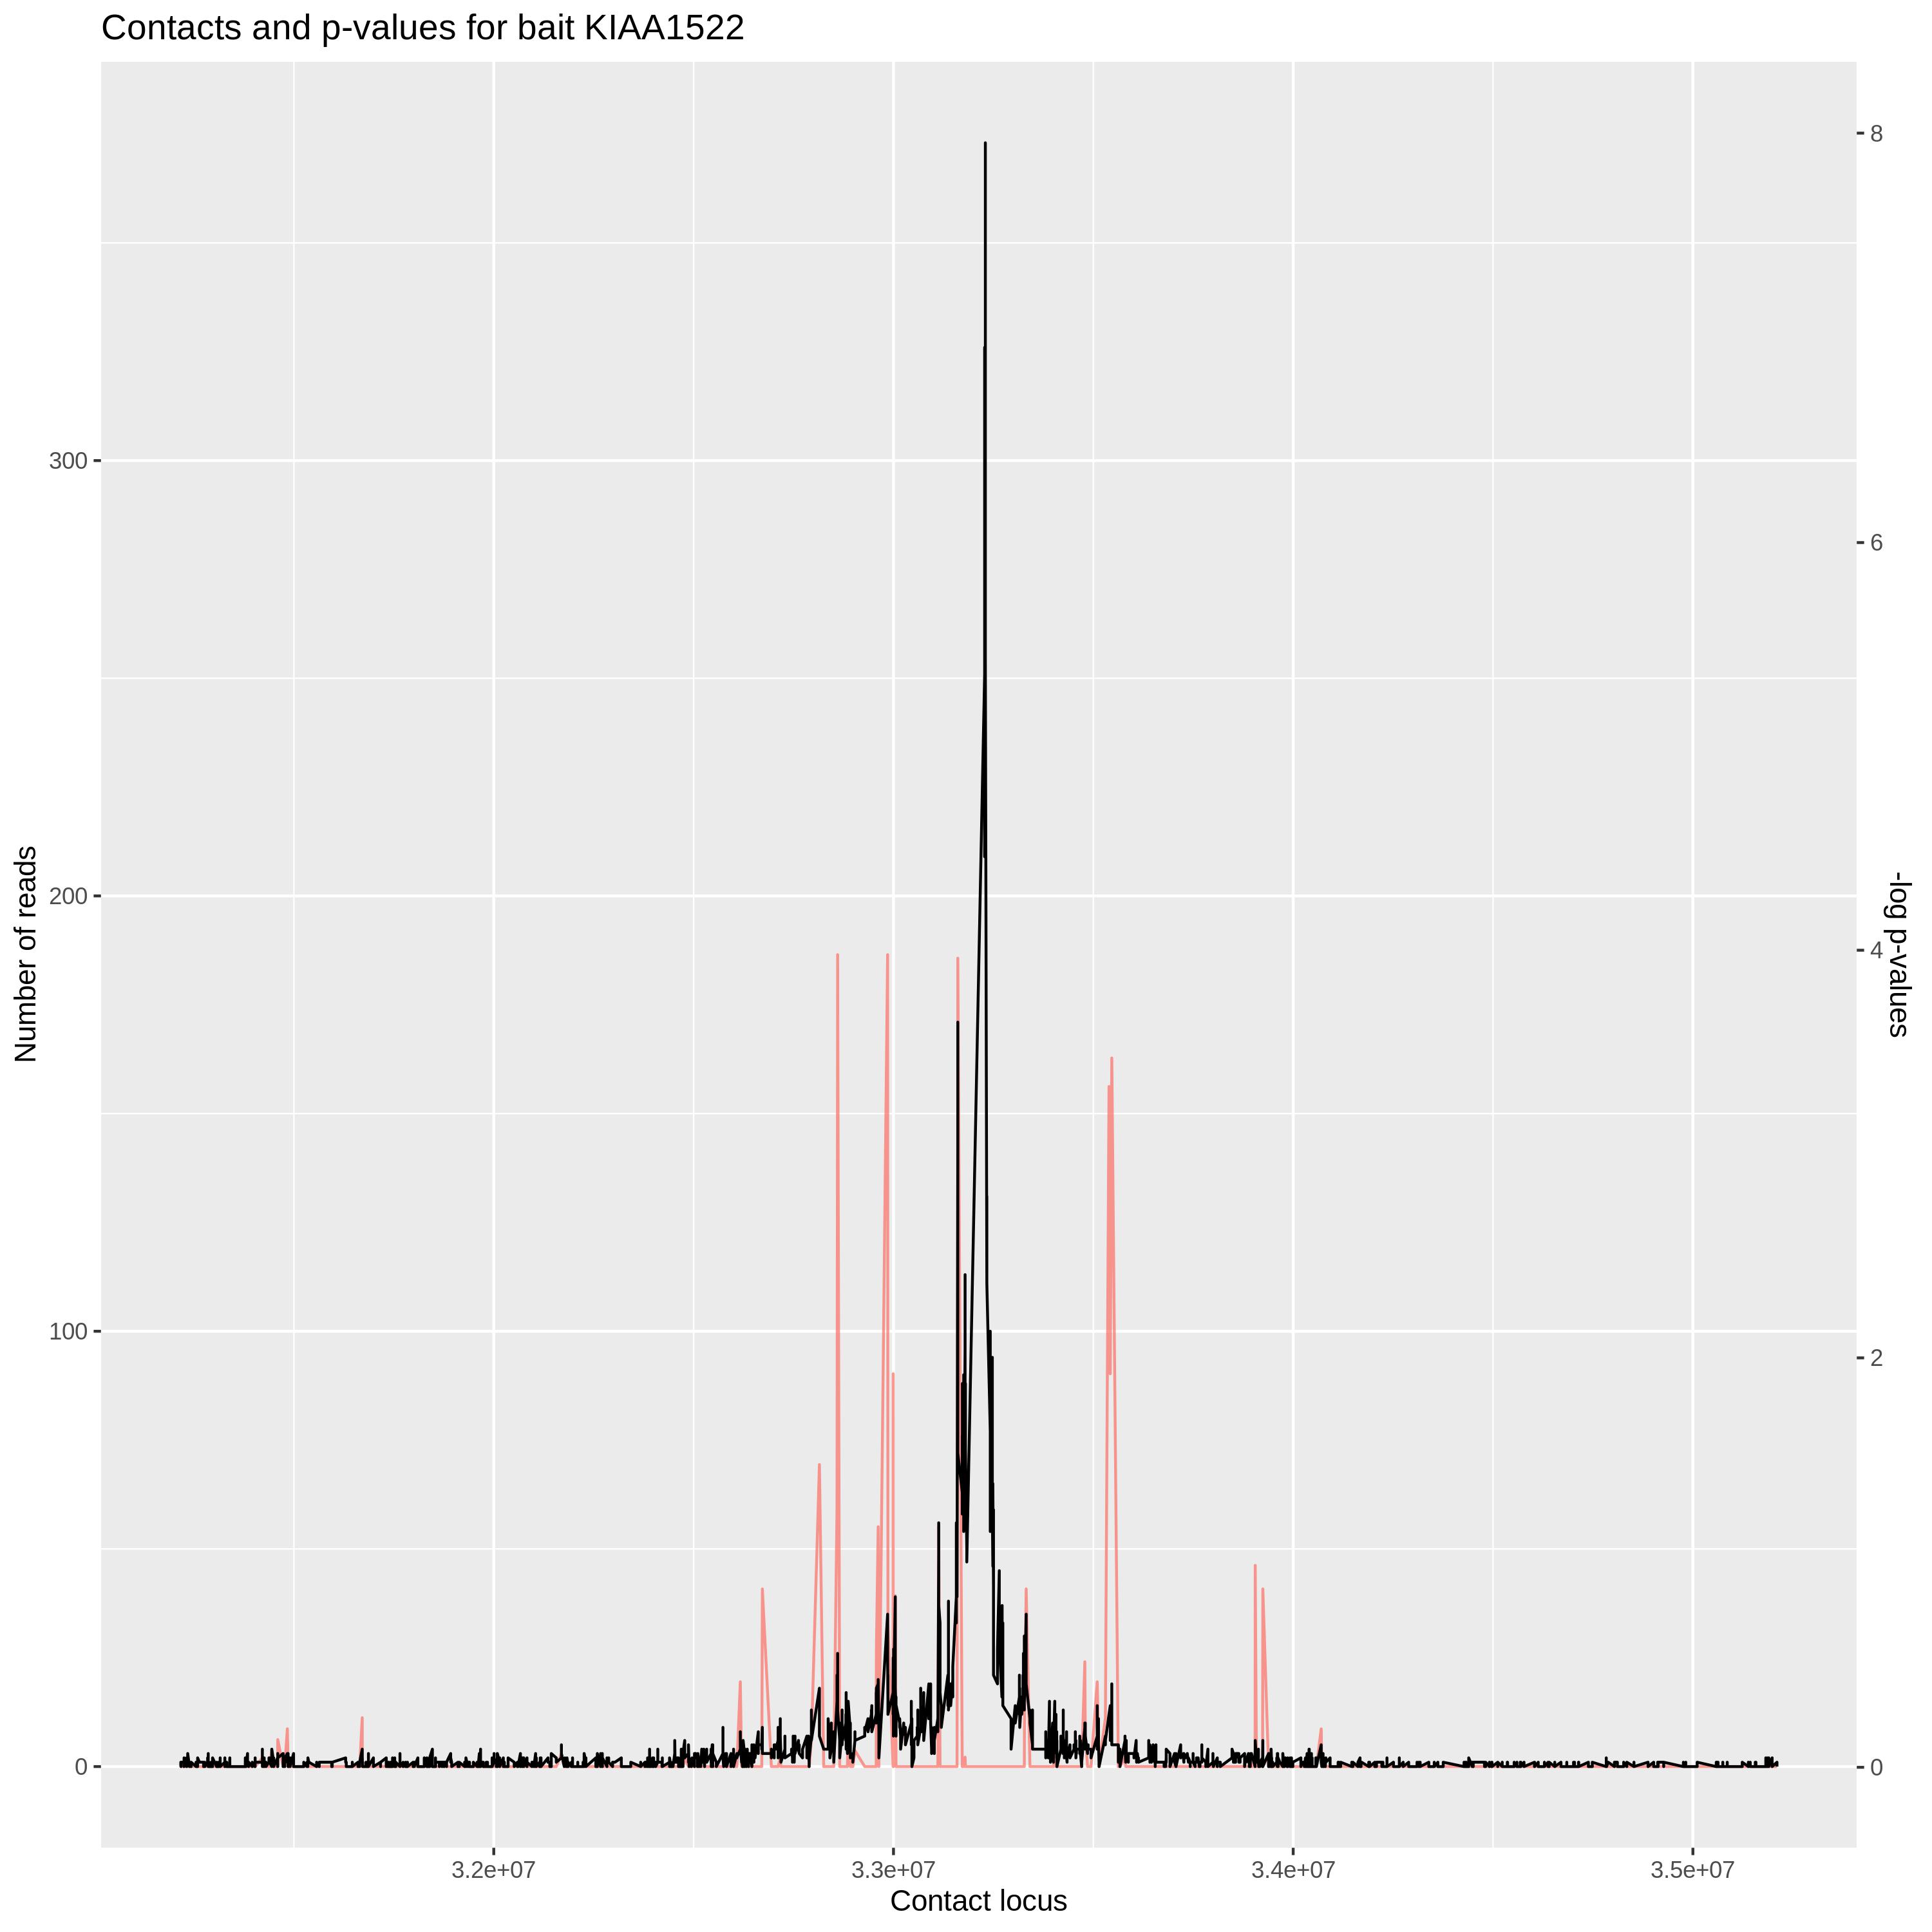 Contacts and p-values for bait KIAA1522
Number of reads
300
200
100
0
8
6
4
2
0
-log p-values
3.2e+07
3.3e+07
3.4e+07
3.5e+07
Contact locus